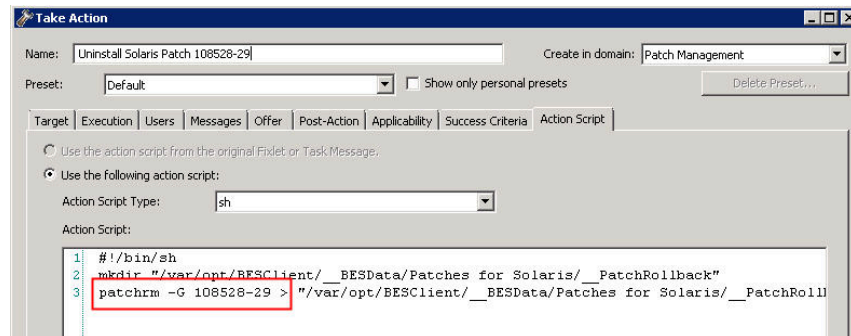 Take Action
Name: Uninstall Solaris Patch 108528-29 Create in domain: Patch Management
Preset: Default Show only personal presets Delete Preset...
Target Execution Users Messages Offer Post-Action Applicability Success Criteria Action Script
Use the action script from the original Fixlet or Task Message.
Use the following action script:
Action Script Type: sh
Action Script:
1 #!/bin/sh
2 mkdir "/var/opt/BESClient/__BESData/Patches for Solaris/__PatchRollback"
3 patchrm -G 108528-29 > "/var/opt/BESClient/__BESData/Patches for Solaris/__PatchRoll